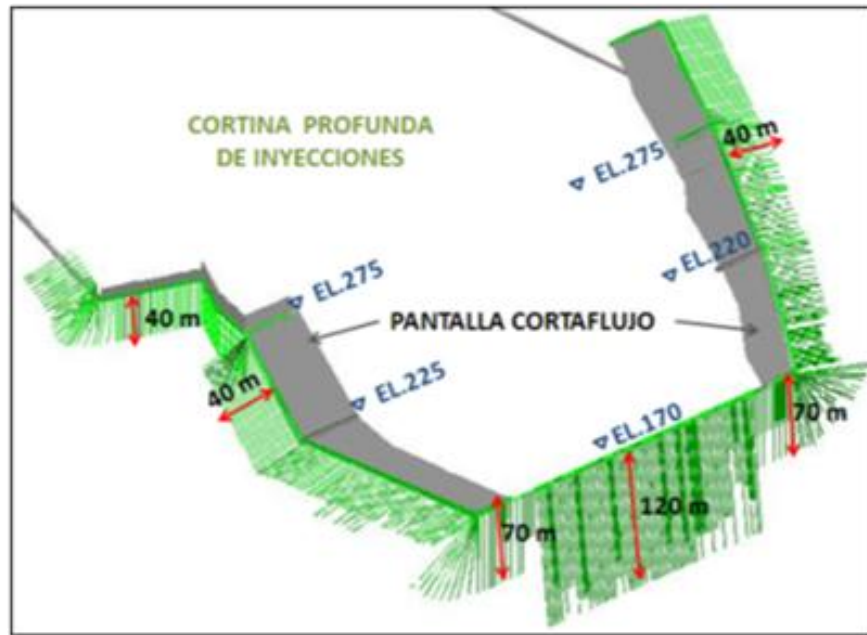 CORTINA PROFUNDA
DE INYECCIONES
EL.275
40 m
EL.220
EL.275
40 m
PANTALLA CORTAFLUJO
40 m
EL.225
EL.170
70 m
120 m
70 m